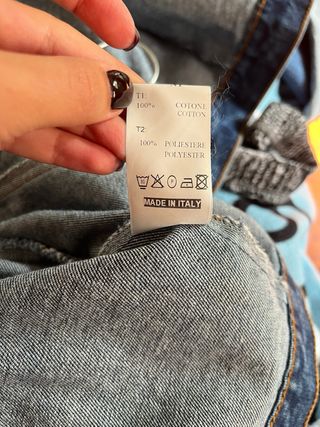 T1:
100% COTONE
COTTON
T2:
100% POLIESTERE
POLYESTER
MADE IN ITALY